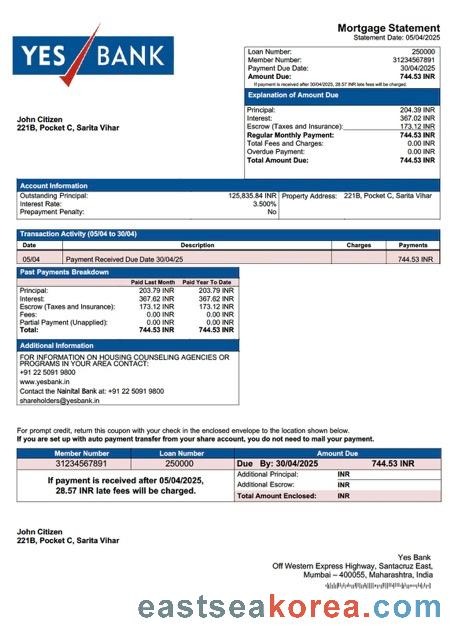 YES BANK
Mortgage Statement
Statement Date: 05/04/2025
Loan Number: 250000
Member Number: 31234567891
Payment Due Date: 30/04/2025
Amount Due: 744.53 INR
If payment is received after 30/04/2025, 28.57 INR late fees will be charged.
John Citizen
221B, Pocket C, Sarita Vihar
Explanation of Amount Due
Principal: 204.39 INR
Interest: 367.02 INR
Escrow (Taxes and Insurance): 173.12 INR
Regular Monthly Payment: 744.53 INR
Total Fees and Charges: 0.00 INR
Overdue Payment: 0.00 INR
Total Amount Due: 744.53 INR
Account Information
Outstanding Principal: 125,835.84 INR Property Address: 221B, Pocket C, Sarita Vihar
Interest Rate: 3.500%
Prepayment Penalty: No
Transaction Activity (05/04 to 30/04)
Date Description Charges Payments
05/04 Payment Received Due Date 30/04/25 744.53 INR
Past Payments Breakdown
Paid Last Month Paid Year To Date
Principal: 203.79 INR 203.79 INR
Interest: 367.62 INR 367.62 INR
Escrow (Taxes and Insurance): 173.12 INR 173.12 INR
Fees: 0.00 INR 0.00 INR
Partial Payment (Unapplied): 0.00 INR 0.00 INR
Total: 744.53 INR 744.53 INR
Additional Information
FOR INFORMATION ON HOUSING COUNSELING AGENCIES OR
PROGRAMS IN YOUR AREA CONTACT:
+91 22 5091 9800
www.yesbank.in
Contact the Nainital Bank at: +91 22 5091 9800
shareholders@yesbank.in
For prompt credit, return this coupon with your check in the enclosed envelope to the location shown below.
If you are set up with auto payment transfer from your share account, you do not need to mail your payment.
Member Number Loan Number Amount Due
31234567891 250000 Due By: 30/04/2025 744.53 INR
If payment is received after 05/04/2025,
28.57 INR late fees will be charged.
Additional Principal: INR
Additional Escrow: INR
Total Amount Enclosed: INR
John Citizen
221B, Pocket C, Sarita Vihar
Yes Bank
Off Western Express Highway, Santacruz East,
Mumbai – 400055, Maharashtra, India
eastseakorea.com